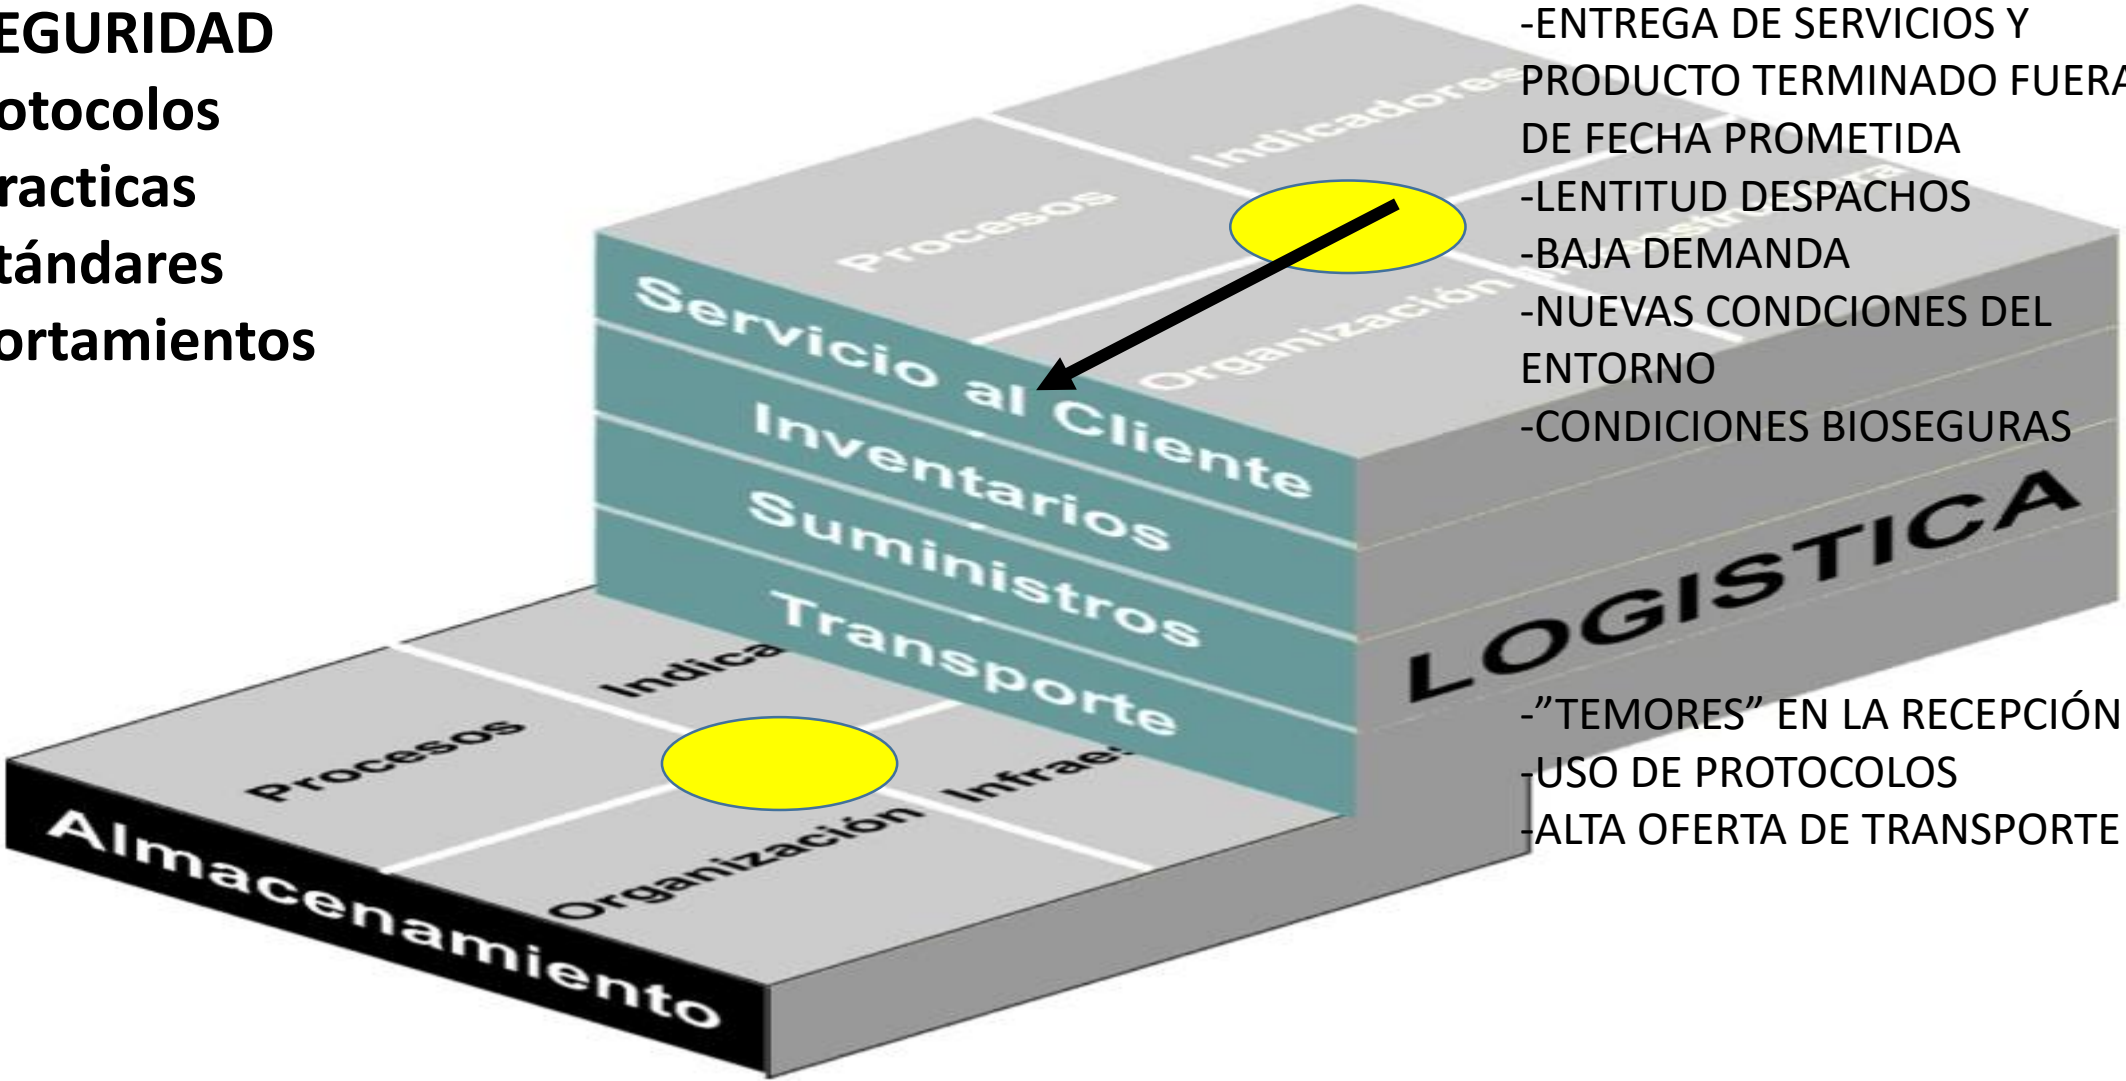 EGURIDAD
otocolos
racticas
tándares
ortamientos
-ENTREGA DE SERVICIOS Y
PRODUCTO TERMINADO FUERA
DE FECHA PROMETIDA
-LENTITUD DESPACHOS
-BAJA DEMANDA
-NUEVAS CONDCIONES DEL
ENTORNO
-CONDICIONES BIOSEGURAS
Indicadores
Procesos
Organización
Servicio al Cliente
Inventarios
Suministros
Transporte
LOGISTICA
-”TEMORES” EN LA RECEPCIÓN
-USO DE PROTOCOLOS
-ALTA OFERTA DE TRANSPORTE
Indica
Procesos
Infraes
Organización
Almacenamiento